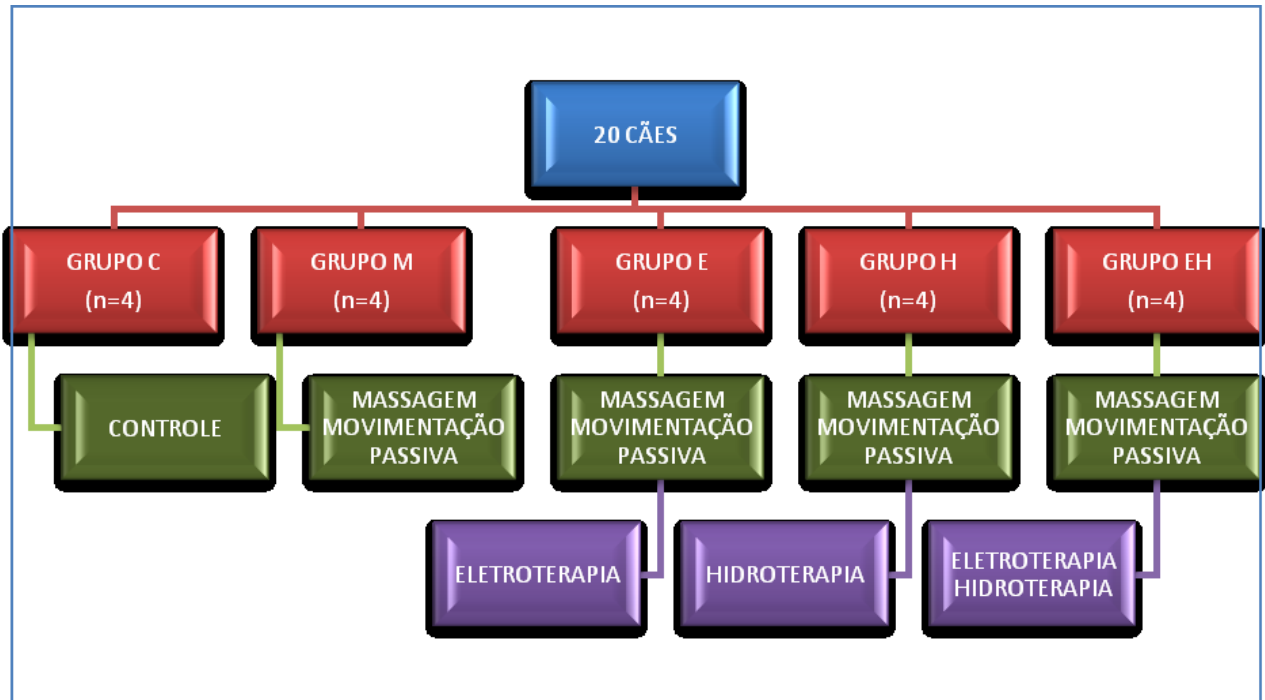 20 CÃES
GRUPO C
(n=4)
GRUPO M
(n=4)
GRUPO E
(n=4)
GRUPO H
(n=4)
GRUPO EH
(n=4)
CONTROLE
MASSAGEM
MOVIMENTAÇÃO
PASSIVA
MASSAGEM
MOVIMENTAÇÃO
PASSIVA
MASSAGEM
MOVIMENTAÇÃO
PASSIVA
MASSAGEM
MOVIMENTAÇÃO
PASSIVA
ELETROTERAPIA
HIDROTERAPIA
ELETROTERAPIA
HIDROTERAPIA